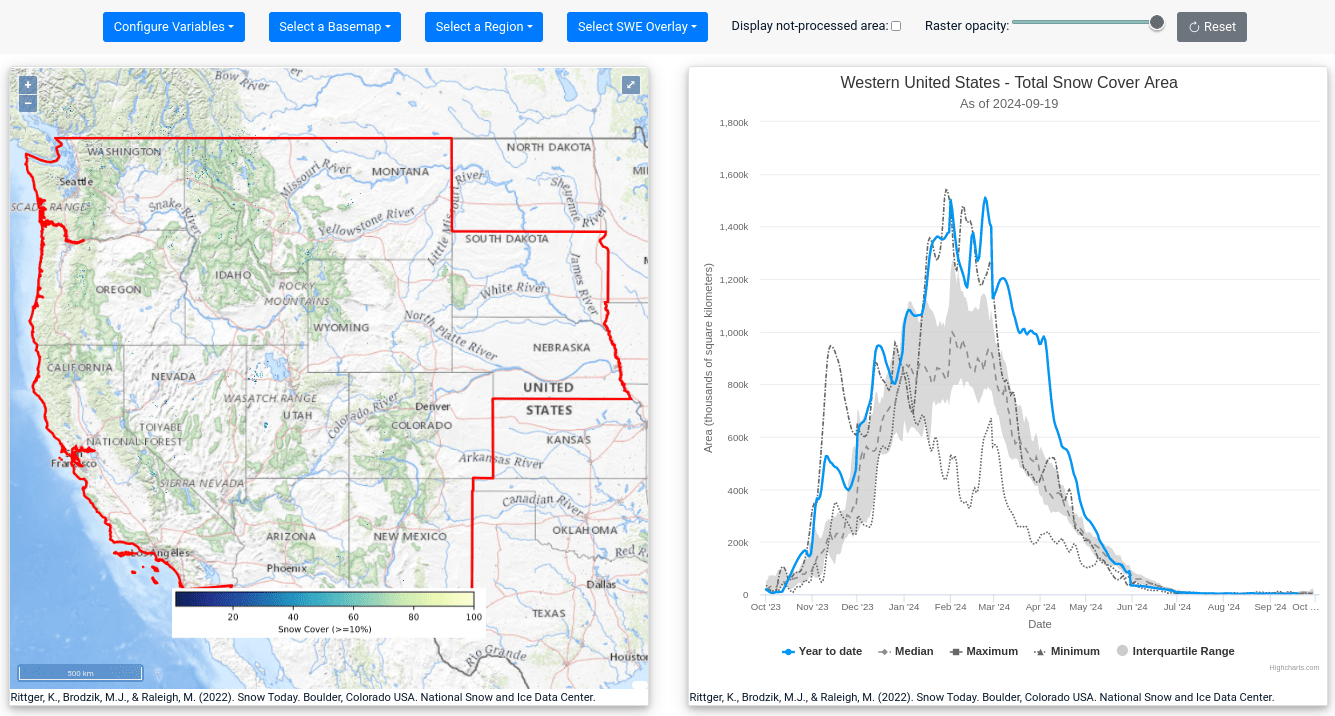 Configure Variables
Select a Basemap
Select a Region
Select SWE Overlay
Display not-processed area:
Raster opacity:
Reset
+
−
Bow River
WASHINGTON
NORTH DAKOTA
Seattle
Missouri River
MONTANA
River
Sheyenne River
SCAD RANGE
Snake River
Yellowstone River
Little Missouri
SOUTH DAKOTA
IDAHO
James River
OREGON
ROCKY
MOUNTAINS
White River
WYOMING
North Platte River
NEBRASKA
CALIFORNIA
NEVADA
WASATCH RANGE
UNITED
STATES
UTAH
Colorado River
Denver
COLORADO
TOIYABE
NATIONAL FOREST
KANSAS
Arkansas River
SIERRA NEVADA
Canadian River
ARIZONA
NEW MEXICO
OKLAHOMA
Los Angeles
Red R
Phoenix
Dallas
TEXAS
20 40 60 80 100
Snow Cover (>=10%)
Rio Grande
Houston
500 km
Rittger, K., Brodzik, M.J., & Raleigh, M. (2022). Snow Today. Boulder, Colorado USA. National Snow and Ice Data Center.
Western United States - Total Snow Cover Area
As of 2024-09-19
Area (thousands of square kilometers)
1,800k
1,600k
1,400k
1,200k
1,000k
800k
600k
400k
200k
0
Oct '23 Nov '23 Dec '23 Jan '24 Feb '24 Mar '24 Apr '24 May '24 Jun '24 Jul '24 Aug '24 Sep '24 Oct …
Date
Year to date Median Maximum Minimum Interquartile Range
Highcharts.com
Rittger, K., Brodzik, M.J., & Raleigh, M. (2022). Snow Today. Boulder, Colorado USA. National Snow and Ice Data Center.